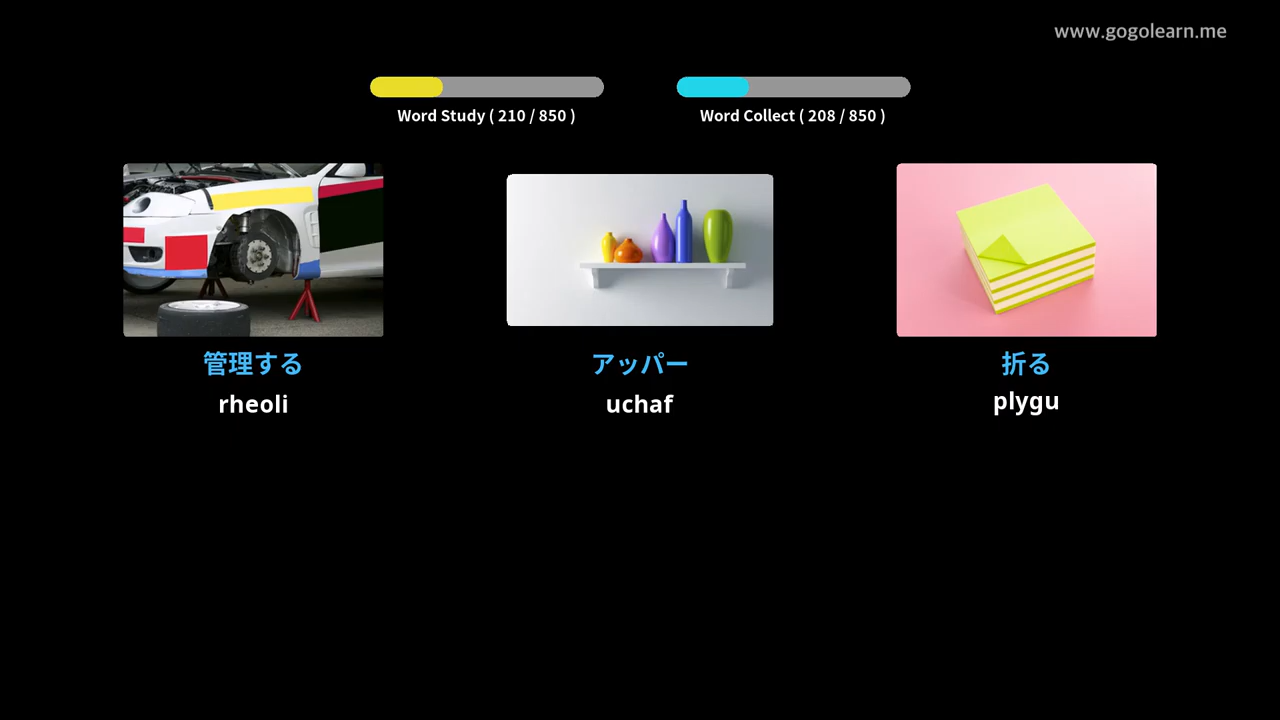 www.gogolearn.me
Word Study ( 210 / 850 )
Word Collect ( 208 / 850 )
管理する
rheoli
アッパー
uchaf
折る
plygu